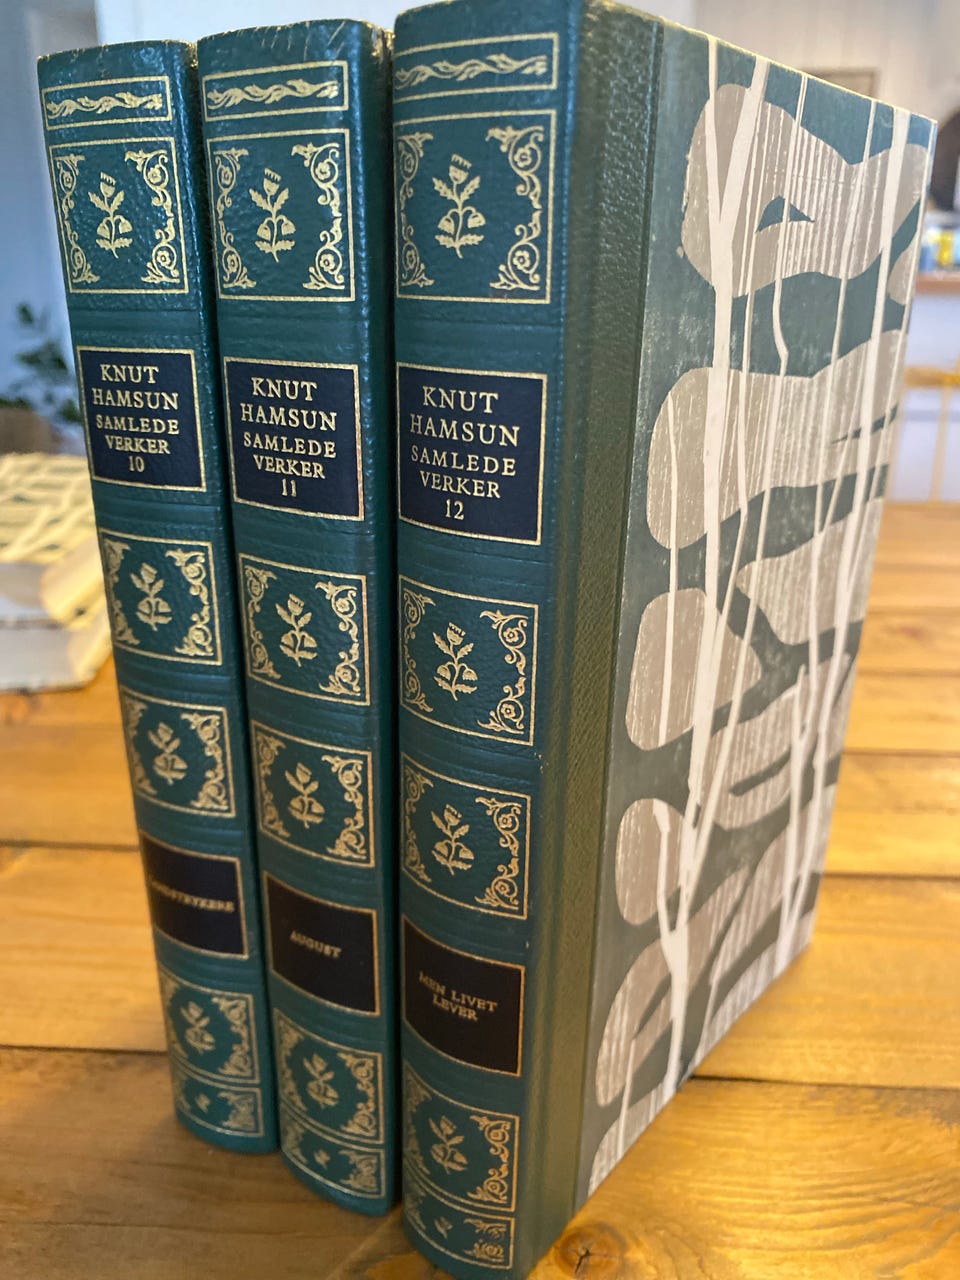 KNUT
HAMSUN
SAMLEDE
VERKER
10
KNUT
HAMSUN
SAMLEDE
VERKER
11
AUGUST
KNUT
HAMSUN
SAMLEDE
VERKER
12
MEN LIVET
LEVER